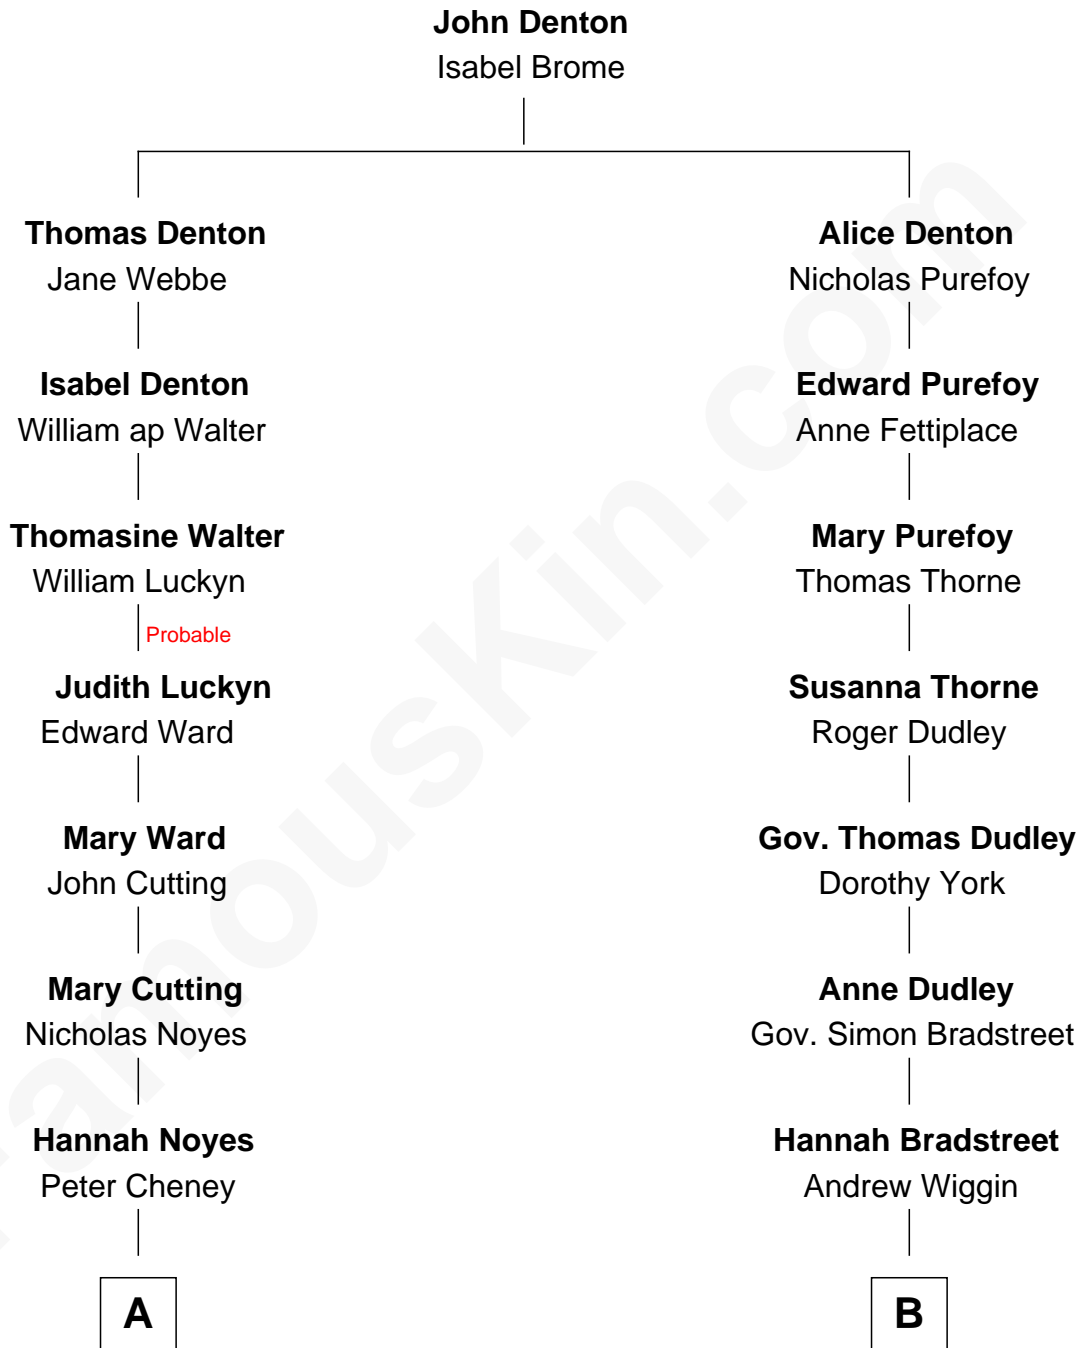 John Denton
Isabel Brome
Thomas Denton
Jane Webbe
Alice Denton
Nicholas Purefoy
Isabel Denton
William ap Walter
Edward Purefoy
Anne Fettiplace
Thomasine Walter
William Luckyn
Mary Purefoy
Thomas Thorne
Probable
Judith Luckyn
Edward Ward
Susanna Thorne
Roger Dudley
Mary Ward
John Cutting
Gov. Thomas Dudley
Dorothy York
Mary Cutting
Nicholas Noyes
Anne Dudley
Gov. Simon Bradstreet
Hannah Noyes
Peter Cheney
Hannah Bradstreet
Andrew Wiggin
A
B
FamousKin.com